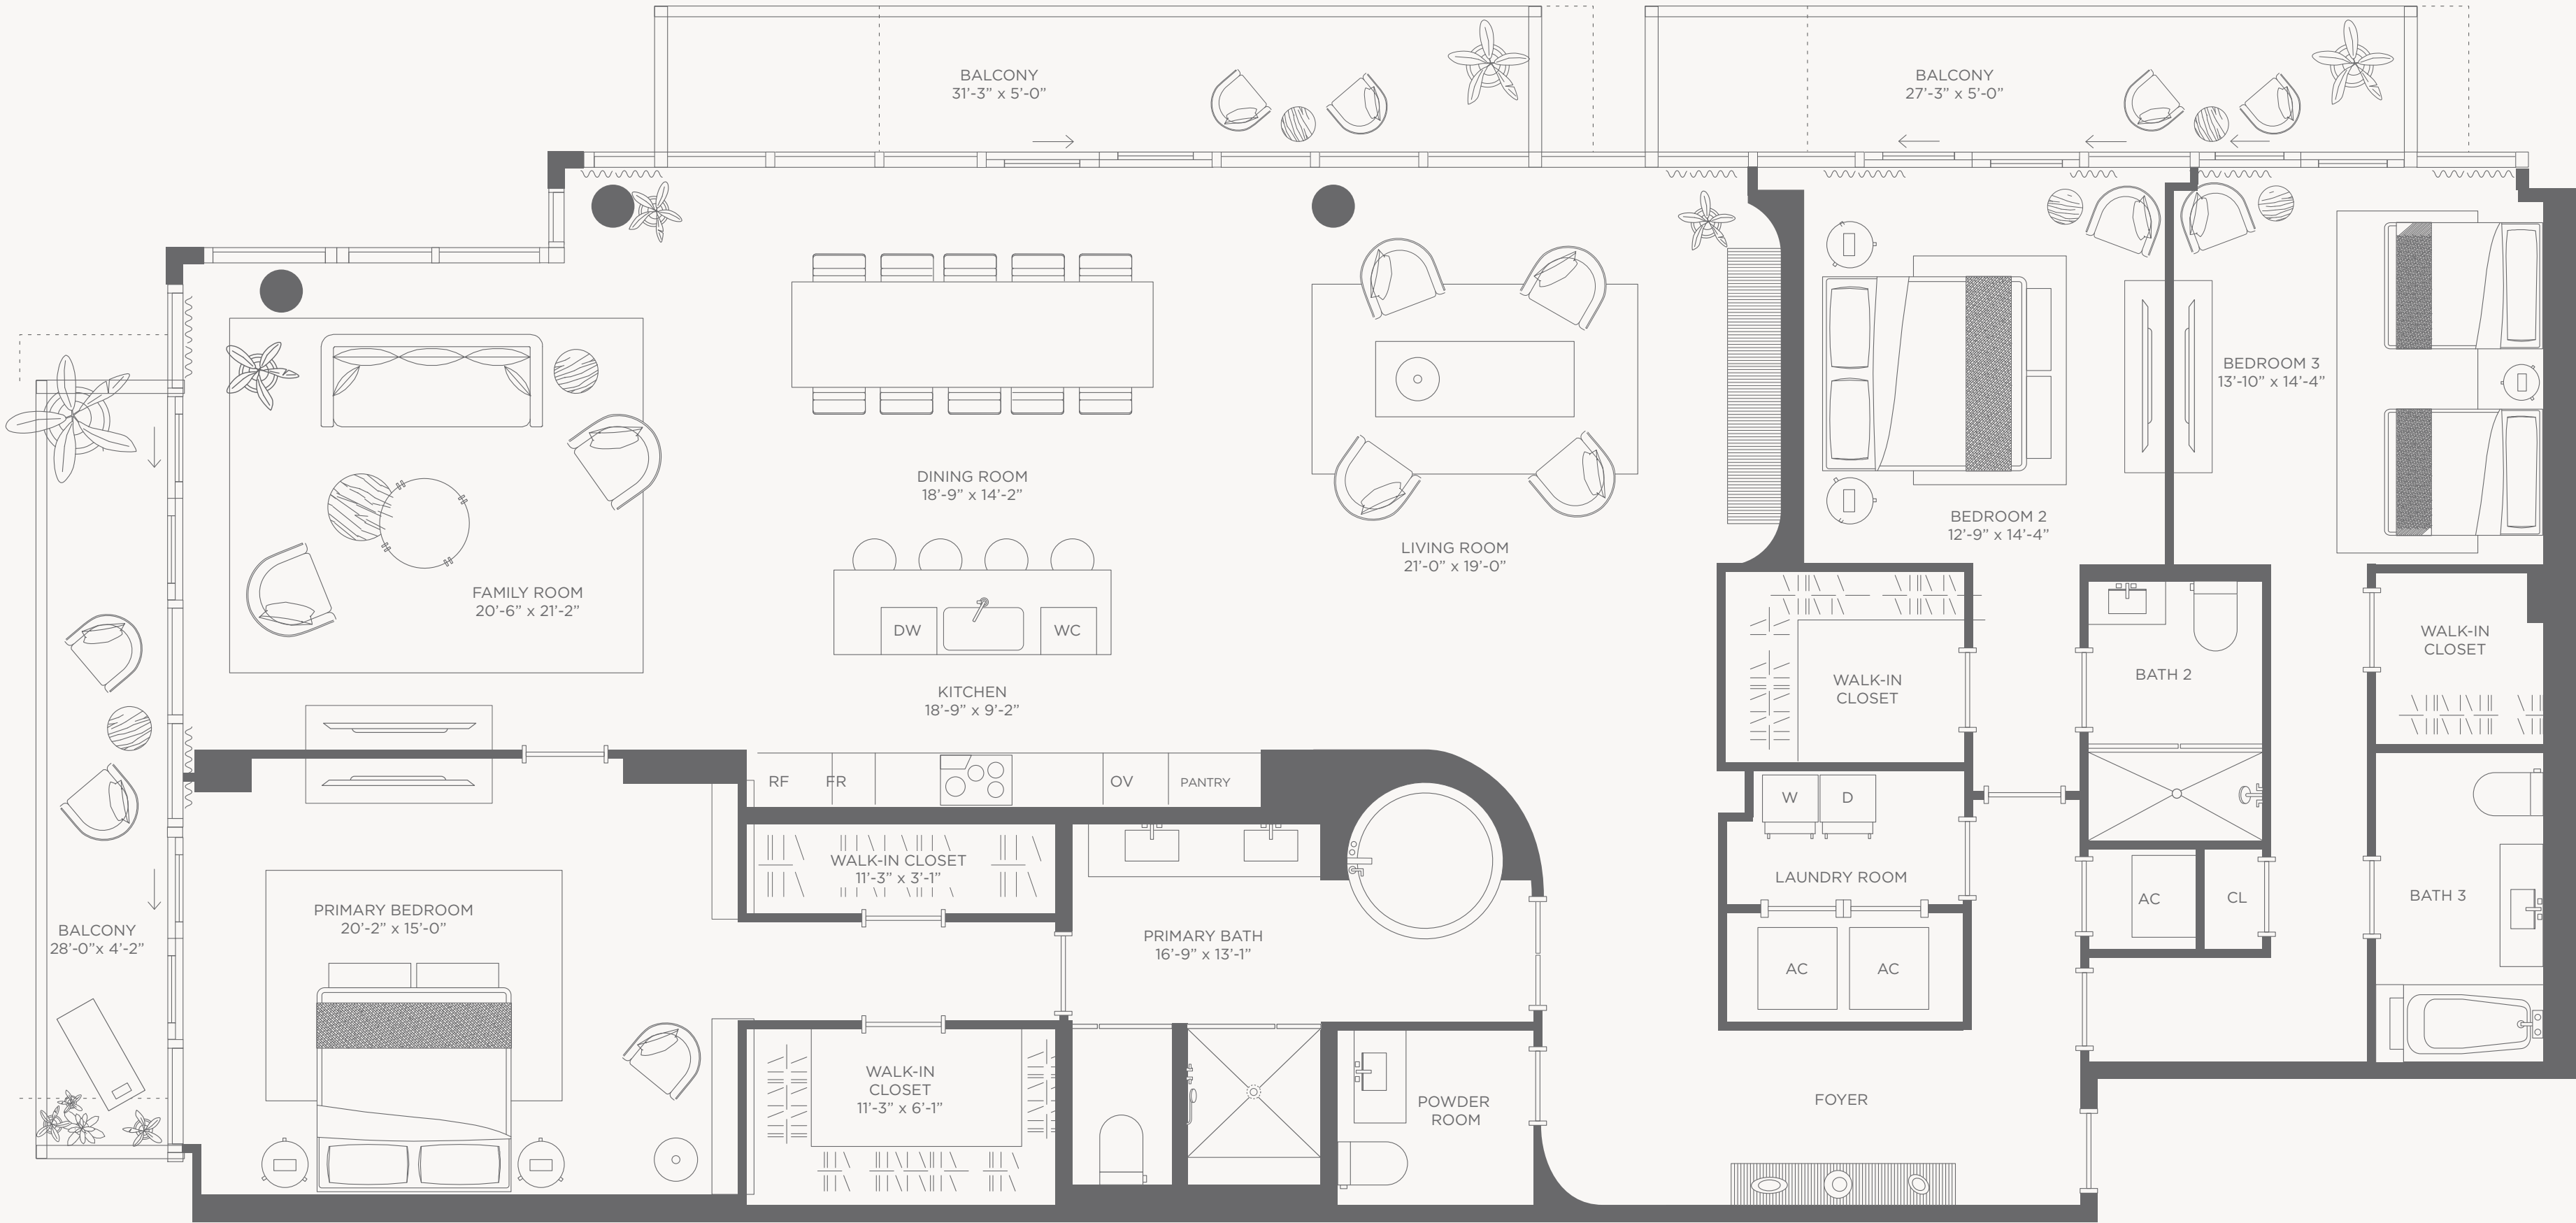 BALCONY
31'-3" x 5'-0"
BALCONY
27'-3" x 5'-0"
BEDROOM 3
13'-10" x 14'-4"
DINING ROOM
18'-9" x 14'-2"
BEDROOM 2
12'-9" x 14'-4"
LIVING ROOM
21'-0" x 19'-0"
FAMILY ROOM
20'-6" x 21'-2"
DW
WC
WALK-IN
CLOSET
BATH 2
WALK-IN
CLOSET
KITCHEN
18'-9" x 9'-2"
RF
FR
OV
PANTRY
W
D
WALK-IN CLOSET
11'-3" x 3'-1"
LAUNDRY ROOM
AC
CL
BATH 3
PRIMARY BEDROOM
20'-2" x 15'-0"
BALCONY
28'-0"x 4'-2"
PRIMARY BATH
16'-9" x 13'-1"
AC
AC
WALK-IN
CLOSET
11'-3" x 6'-1"
POWDER
ROOM
FOYER